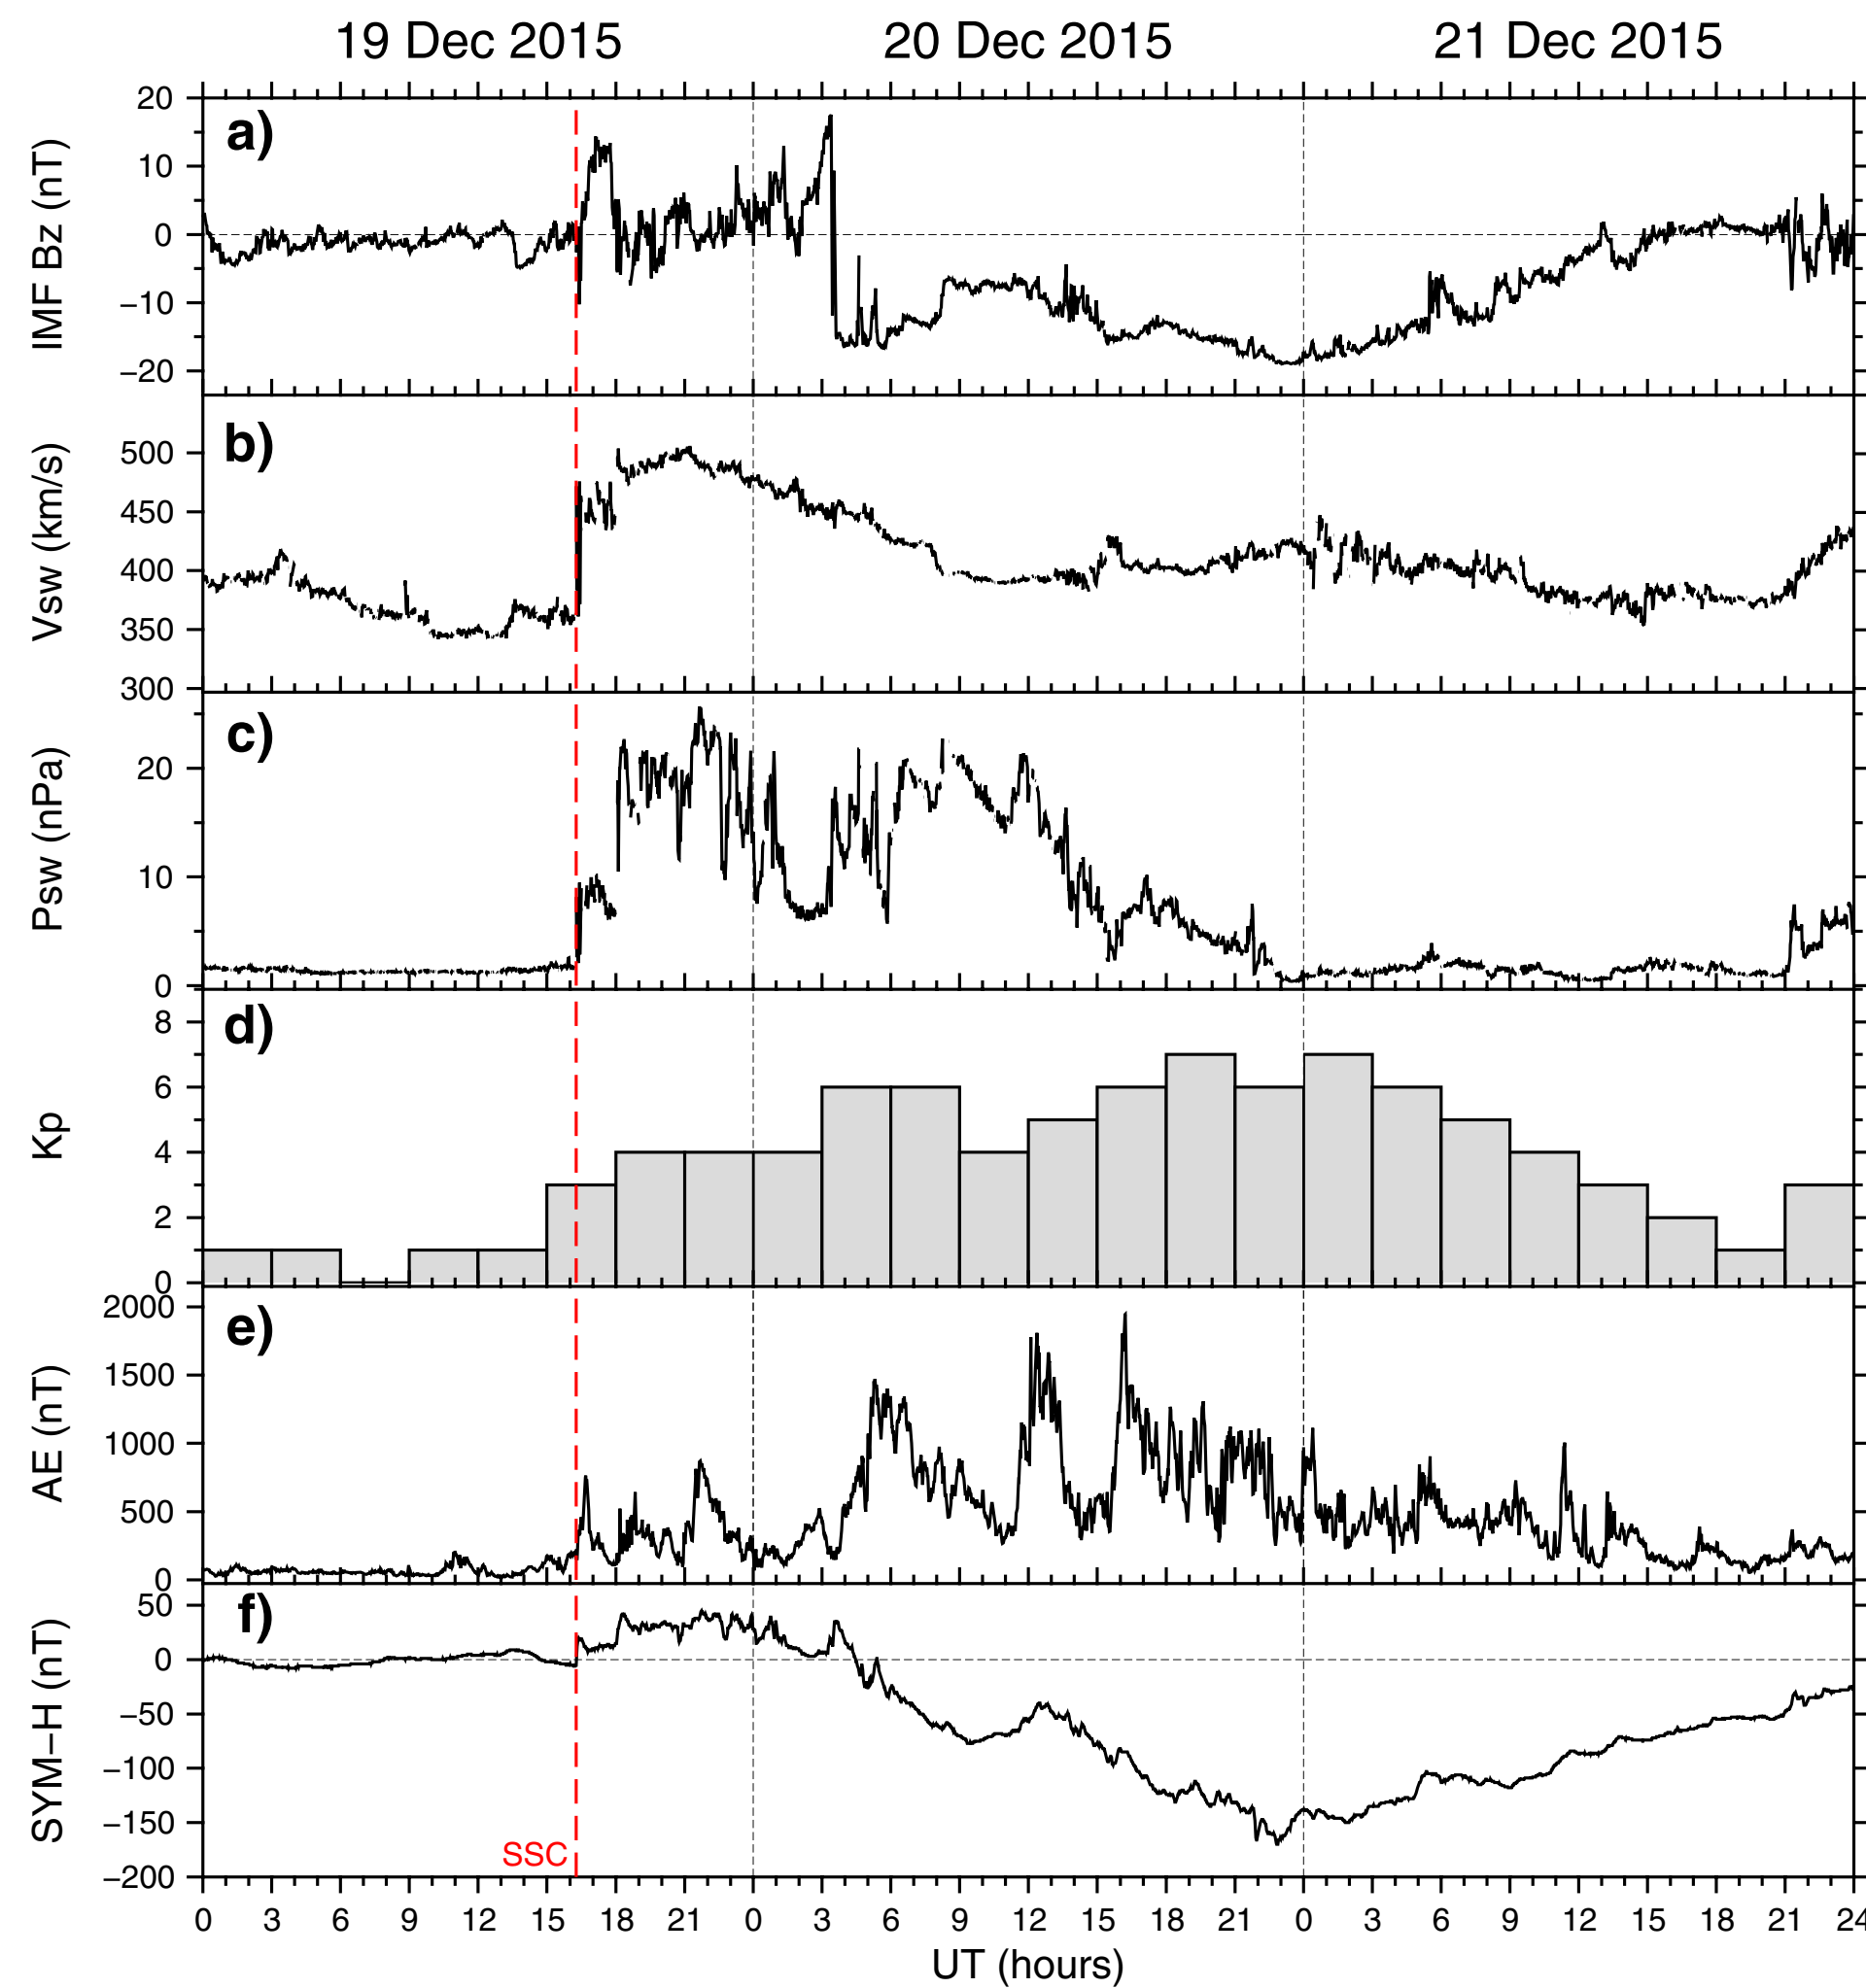 19 Dec 2015 20 Dec 2015 21 Dec 2015
a)
IMF Bz (nT)
20
10
0
−10
−20
b)
Vsw (km/s)
500
450
400
350
300
c)
Psw (nPa)
20
10
0
d)
Kp
8
6
4
2
0
e)
AE (nT)
2000
1500
1000
500
0
f)
SYM−H (nT)
50
0
−50
−100
−150
−200
SSC
0 3 6 9 12 15 18 21 0 3 6 9 12 15 18 21 0 3 6 9 12 15 18 21 24
UT (hours)